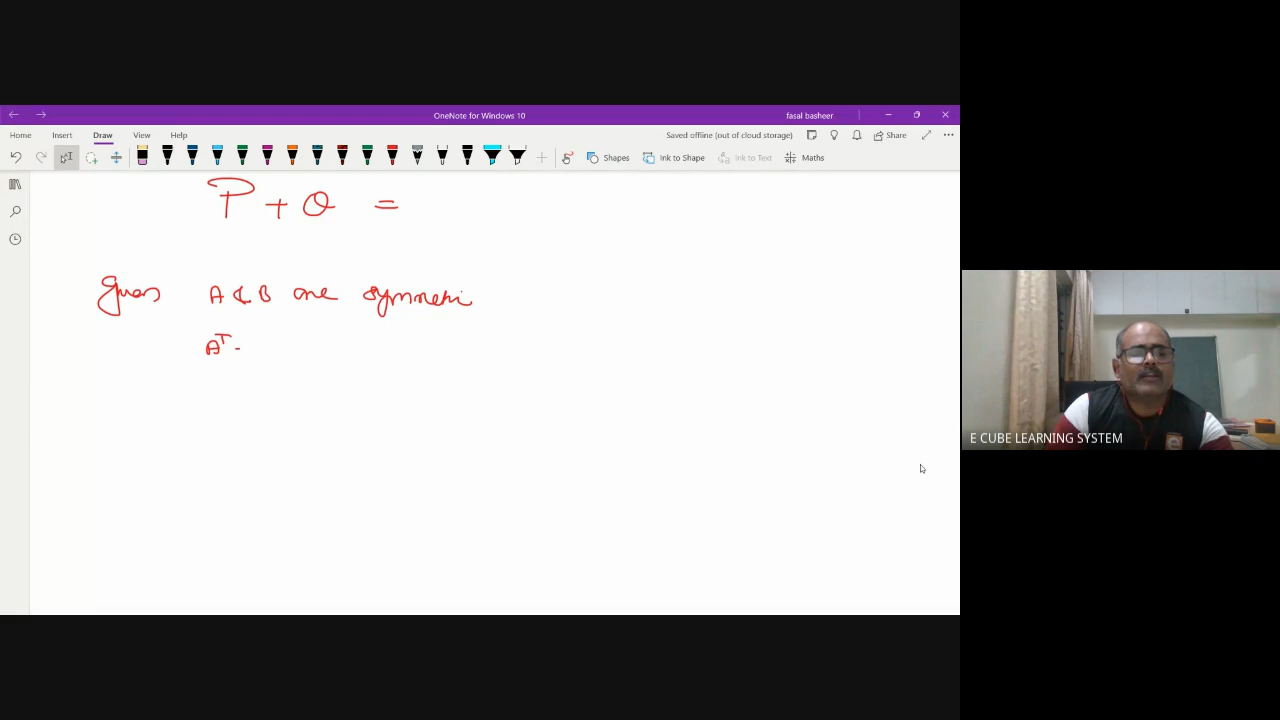 OneNote for Windows 10
fasal basheer
Home Insert Draw View Help
Saved offline (out of cloud storage)
Share
Shapes
Ink to Shape
Ink to Text
Maths
P + Q =
Given A & B are symmetric
Aᵀ -
E CUBE LEARNING SYSTEM